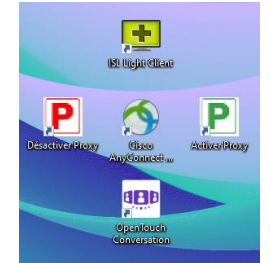 ISL Light Client
P
P
Désactiver Proxy
Cisco
AnyConnect ...
Activer Proxy
OpenTouch
Conversation